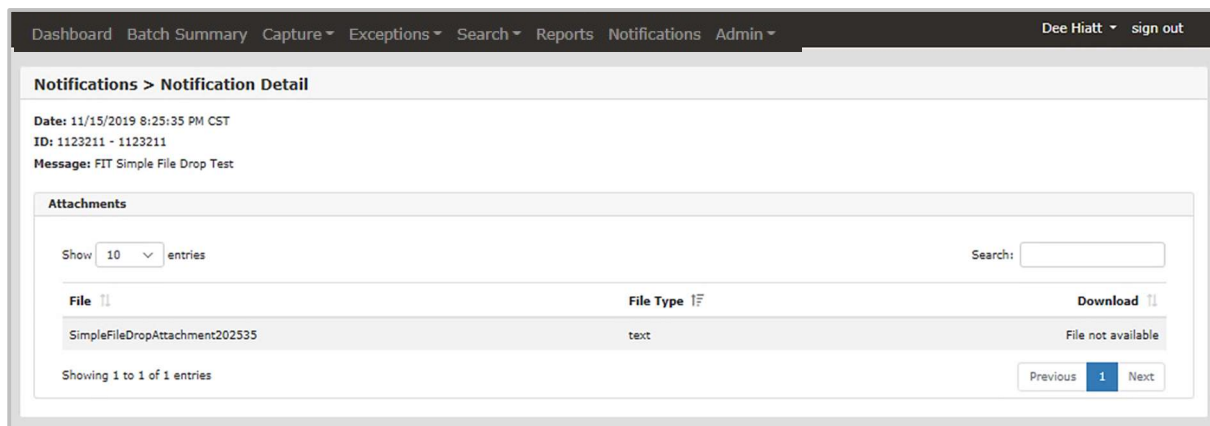 Dashboard Batch Summary Capture Exceptions Search Reports Notifications Admin Dee Hiatt sign out
Notifications > Notification Detail
Date: 11/15/2019 8:25:35 PM CST
ID: 1123211 - 1123211
Message: FIT Simple File Drop Test
Attachments
Show 10 entries Search:
File File Type Download
SimpleFileDropAttachment202535 text File not available
Showing 1 to 1 of 1 entries Previous 1 Next